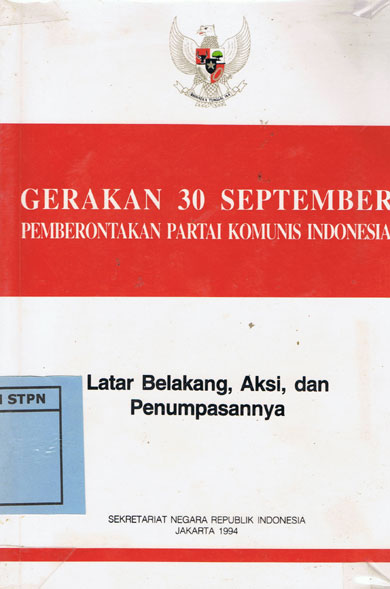 GERAKAN 30 SEPTEMBER
PEMBERONTAKAN PARTAI KOMUNIS INDONESIA
Latar Belakang, Aksi, dan
Penumpasannya
STPN
SEKRETARIAT NEGARA REPUBLIK INDONESIA
JAKARTA 1994